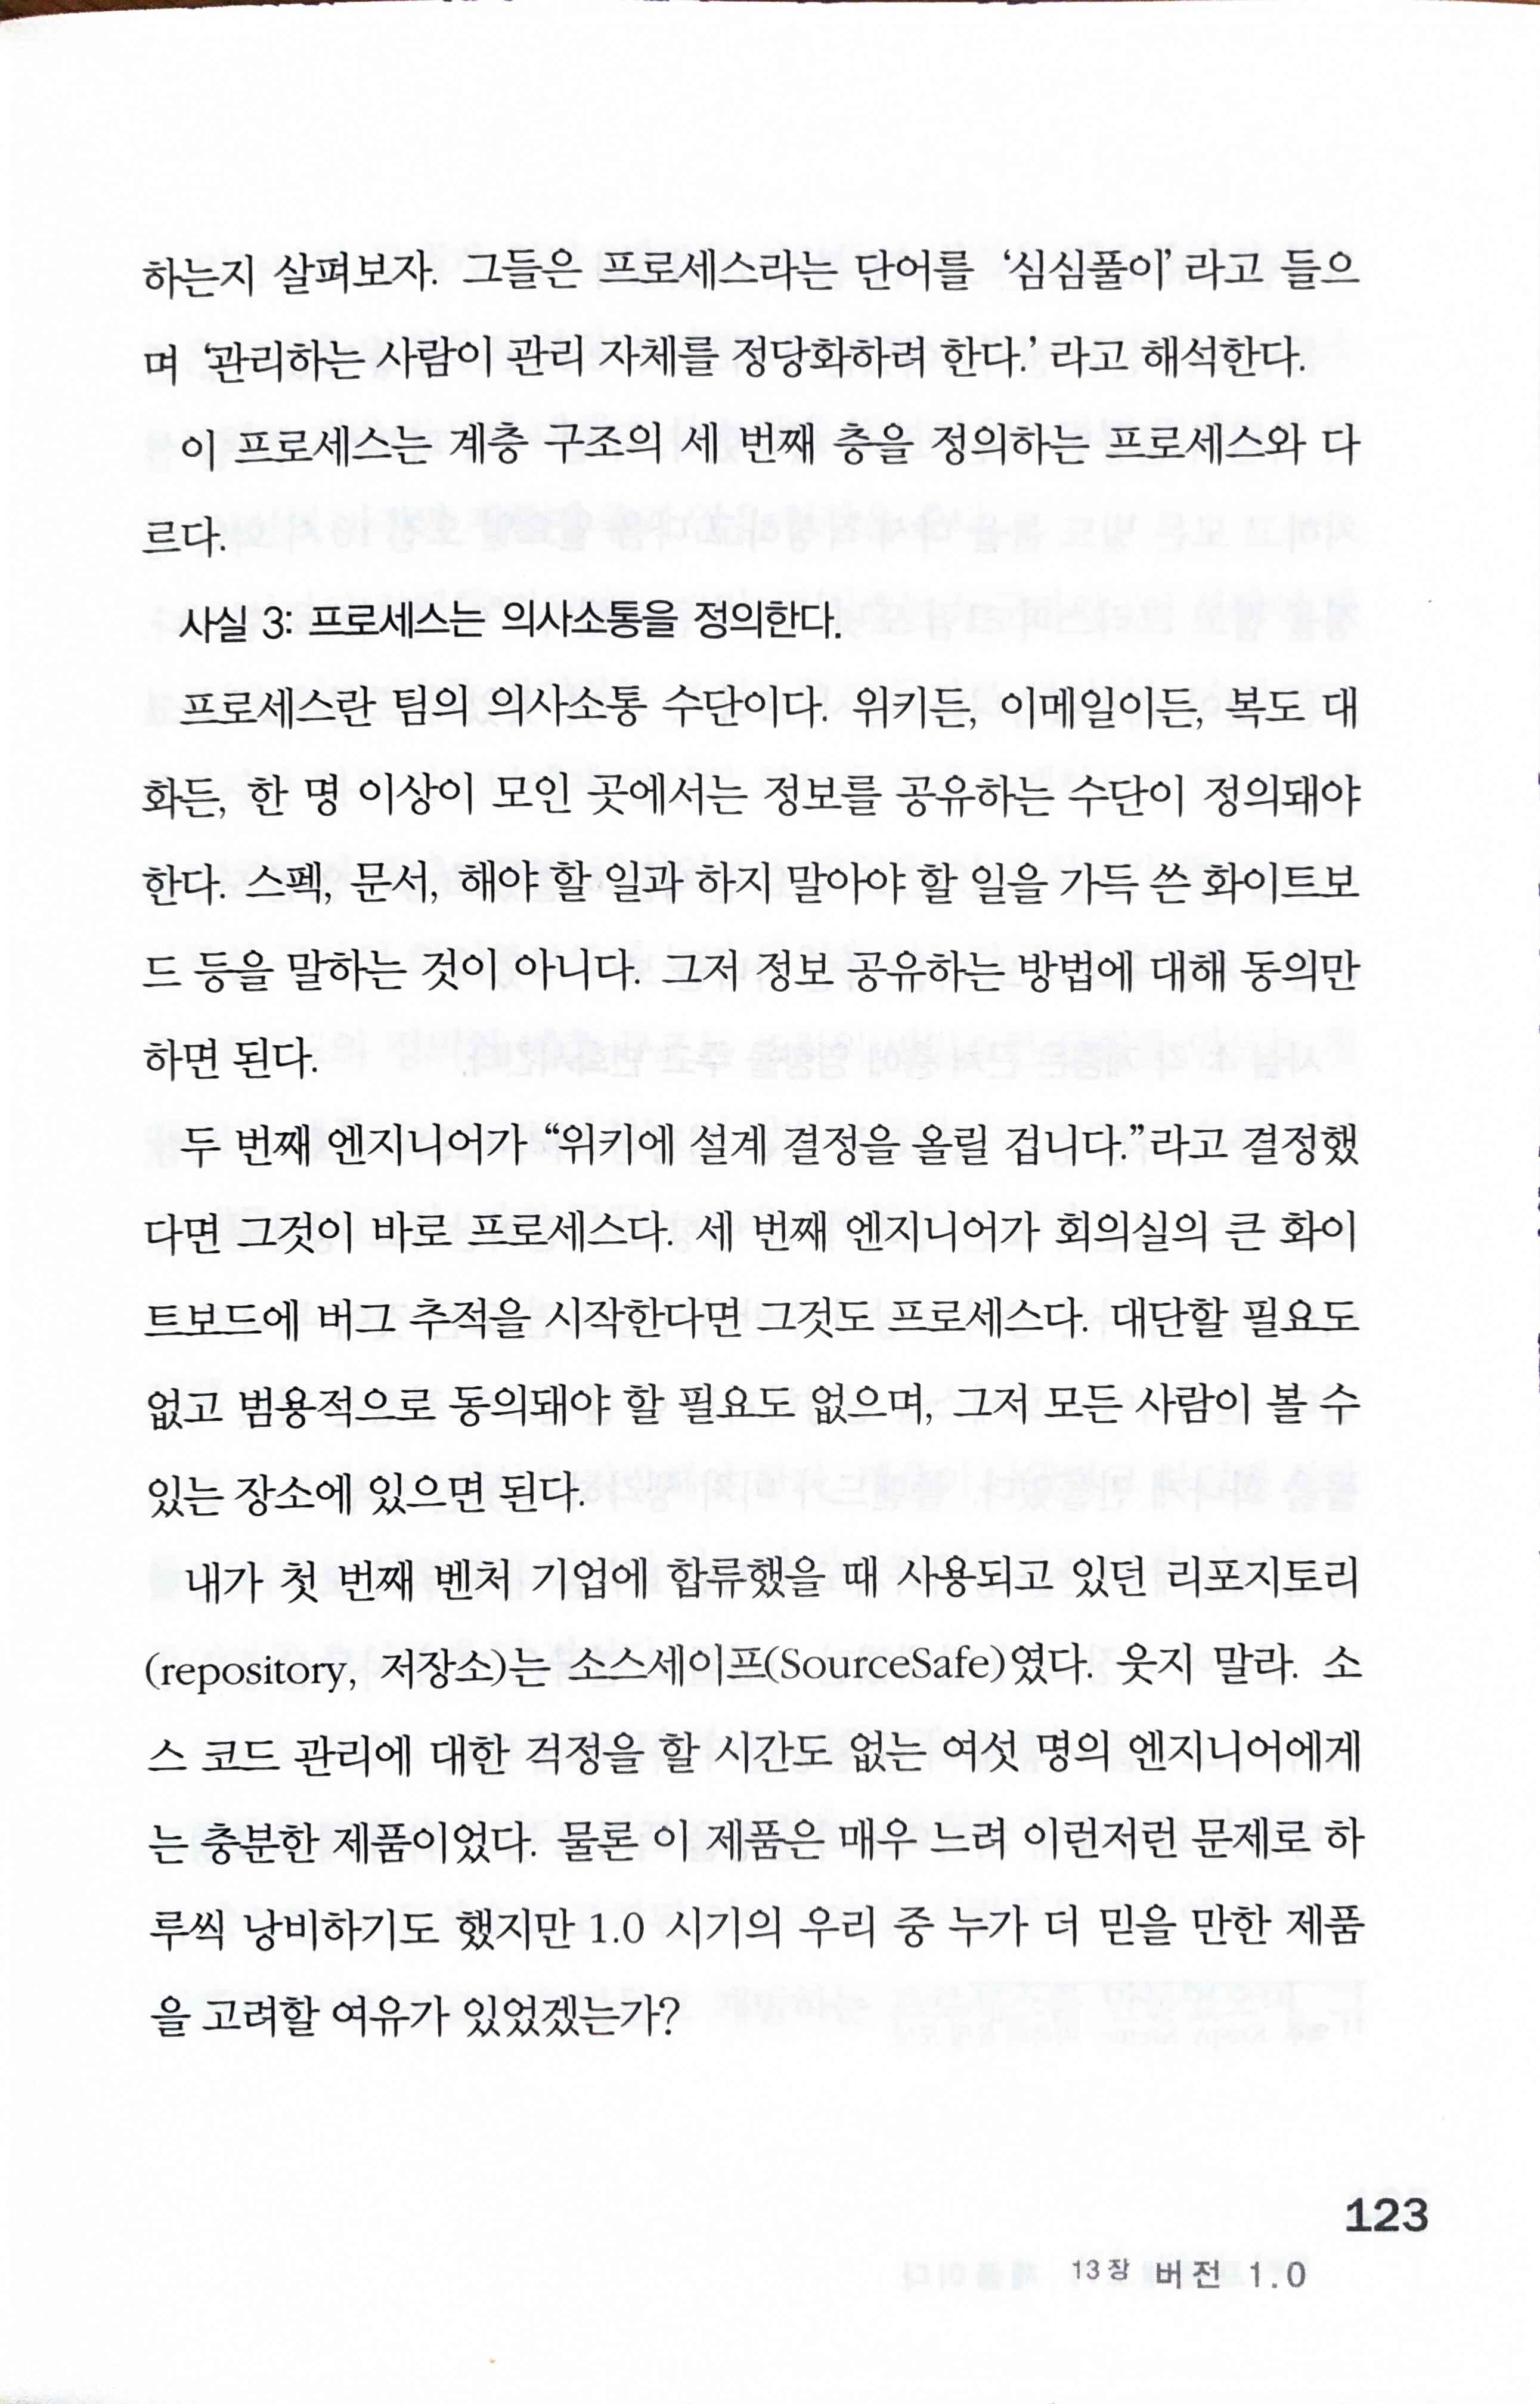 하는지 살펴보자. 그들은 프로세스라는 단어를 ‘심심풀이’ 라고 들으
며 ‘관리하는 사람이 관리 자체를 정당화하려 한다.’ 라고 해석한다.
이 프로세스는 계층 구조의 세 번째 층을 정의하는 프로세스와 다
르다.
사실 3: 프로세스는 의사소통을 정의한다.
프로세스란 팀의 의사소통 수단이다. 위키든, 이메일이든, 복도 대
화든, 한 명 이상이 모인 곳에서는 정보를 공유하는 수단이 정의돼야
한다. 스펙, 문서, 해야 할 일과 하지 말아야 할 일을 가득 쓴 화이트보
드 등을 말하는 것이 아니다. 그저 정보 공유하는 방법에 대해 동의만
하면 된다.
두 번째 엔지니어가 “위키에 설계 결정을 올릴 겁니다.”라고 결정했
다면 그것이 바로 프로세스다. 세 번째 엔지니어가 회의실의 큰 화이
트보드에 버그 추적을 시작한다면 그것도 프로세스다. 대단할 필요도
없고 범용적으로 동의돼야 할 필요도 없으며, 그저 모든 사람이 볼 수
있는 장소에 있으면 된다.
내가 첫 번째 벤처 기업에 합류했을 때 사용되고 있던 리포지토리
(repository, 저장소)는 소스세이프(SourceSafe)였다. 웃지 말라. 소
스 코드 관리에 대한 걱정을 할 시간도 없는 여섯 명의 엔지니어에게
는 충분한 제품이었다. 물론 이 제품은 매우 느려 이런저런 문제로 하
루씩 낭비하기도 했지만 1.0 시기의 우리 중 누가 더 믿을 만한 제품
을 고려할 여유가 있었겠는가?
123
13장 버전 1.0